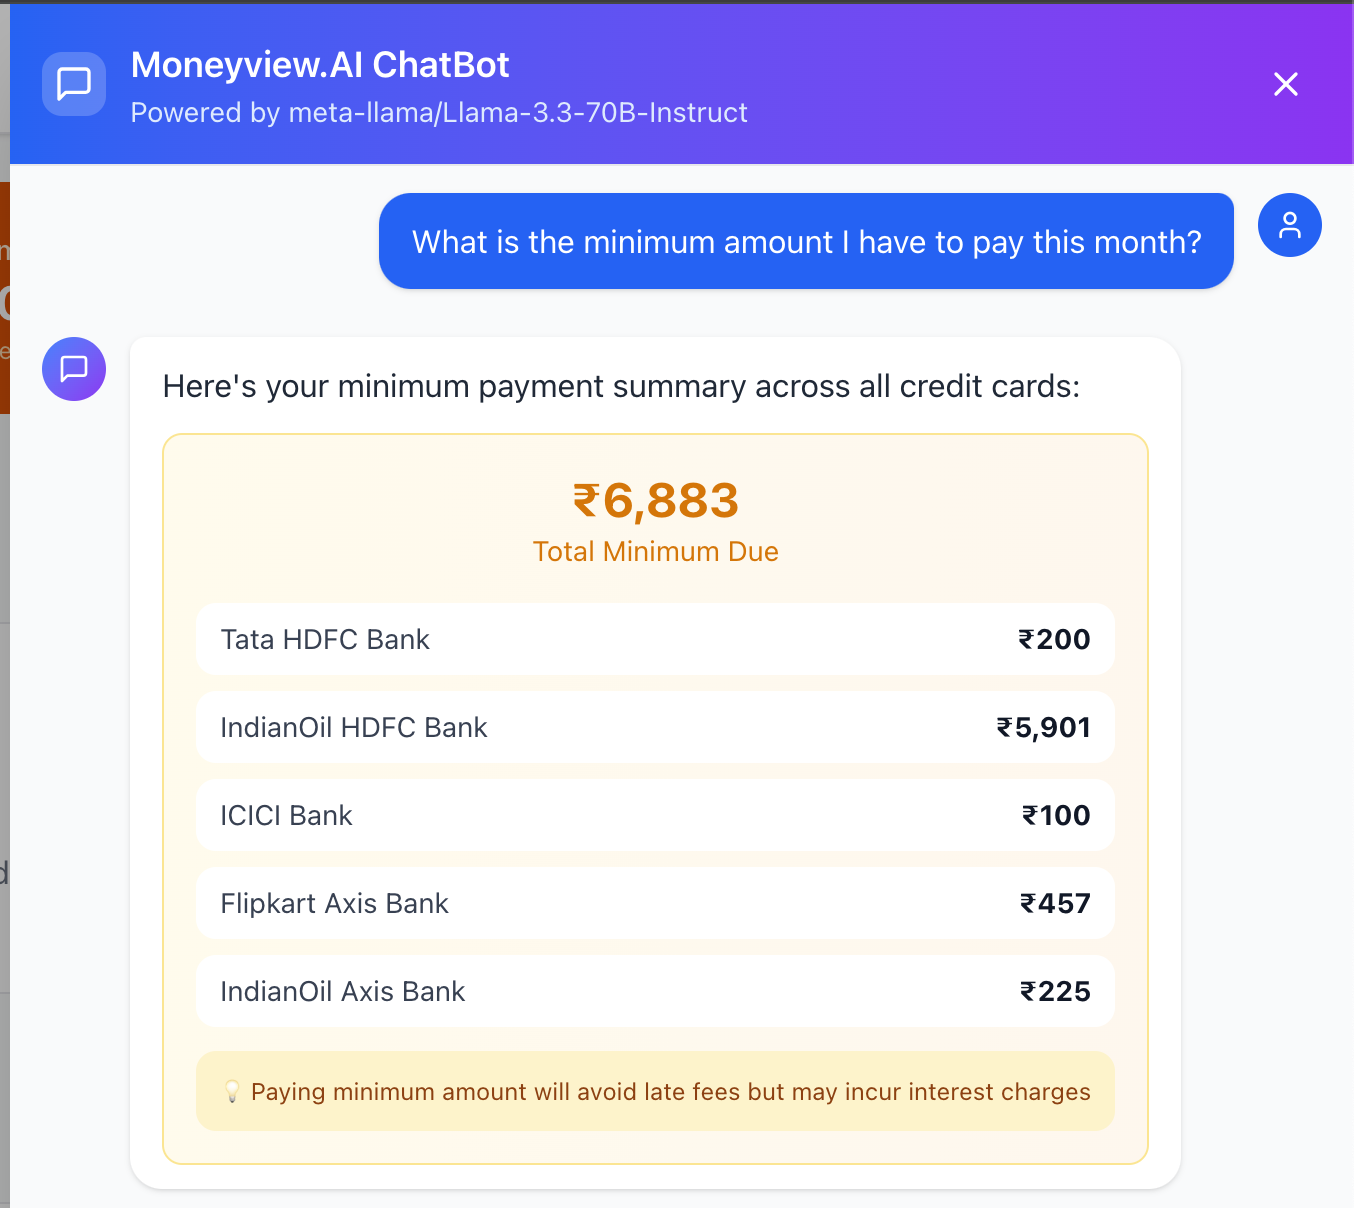 Moneyview.AI ChatBot
Powered by meta-llama/Llama-3.3-70B-Instruct
What is the minimum amount I have to pay this month?
Here's your minimum payment summary across all credit cards:
₹6,883
Total Minimum Due
Tata HDFC Bank ₹200
IndianOil HDFC Bank ₹5,901
ICICI Bank ₹100
Flipkart Axis Bank ₹457
IndianOil Axis Bank ₹225
💡 Paying minimum amount will avoid late fees but may incur interest charges